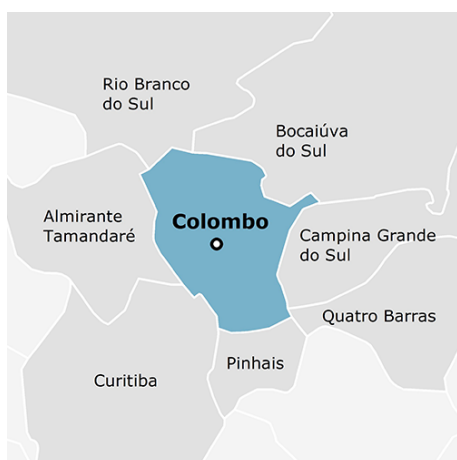 Rio Branco
do Sul
Bocaiúva
do Sul
Almirante
Tamandaré
Colombo
Campina Grande
do Sul
Quatro Barras
Pinhais
Curitiba